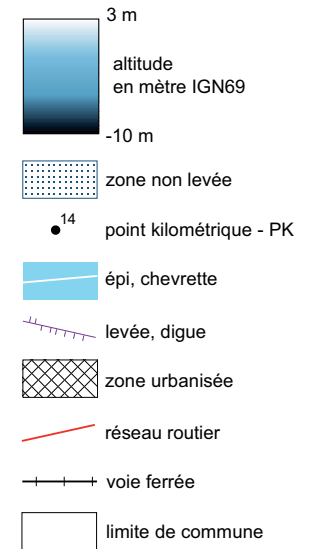 3 m
altitude
en mètre IGN69
-10 m
zone non levée
14
point kilométrique - PK
épi, chevrette
levée, digue
zone urbanisée
réseau routier
voie ferrée
limite de commune